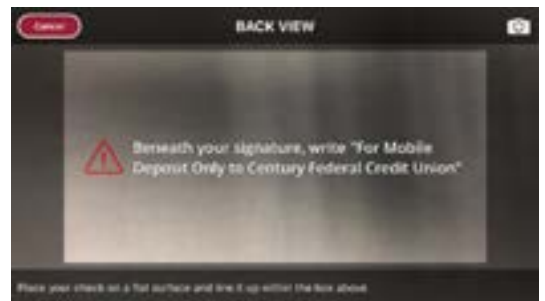 Cancel
BACK VIEW
Beneath your signature, write "For Mobile
Deposit Only to Century Federal Credit Union"
Place your check on a flat surface and line it up within the box above